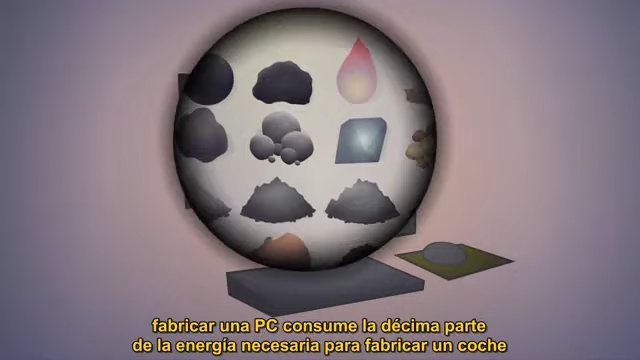 fabricar una PC consume la décima parte
de la energía necesaria para fabricar un coche